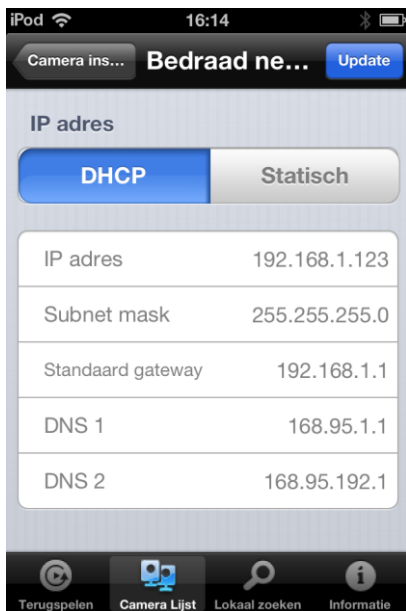 iPod 16:14
Camera ins... Bedraad ne... Update
IP adres
DHCP Statisch
IP adres 192.168.1.123
Subnet mask 255.255.255.0
Standaard gateway 192.168.1.1
DNS 1 168.95.1.1
DNS 2 168.95.192.1
Terugspelen Camera Lijst Lokaal zoeken Informatie